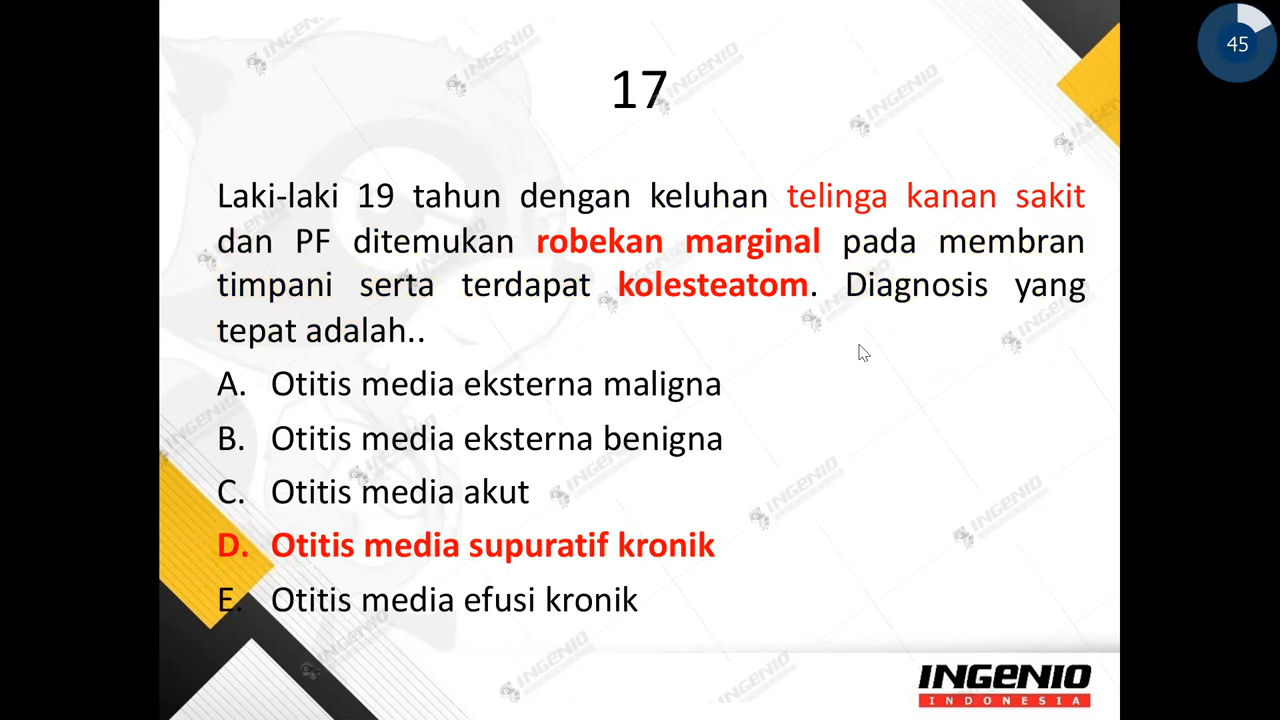 45
17
Laki-laki 19 tahun dengan keluhan telinga kanan sakit
dan PF ditemukan robekan marginal pada membran
timpani serta terdapat kolesteatom. Diagnosis yang
tepat adalah..
A. Otitis media eksterna maligna
B. Otitis media eksterna benigna
C. Otitis media akut
D. Otitis media supuratif kronik
E. Otitis media efusi kronik
INGENIO
INDONESIA